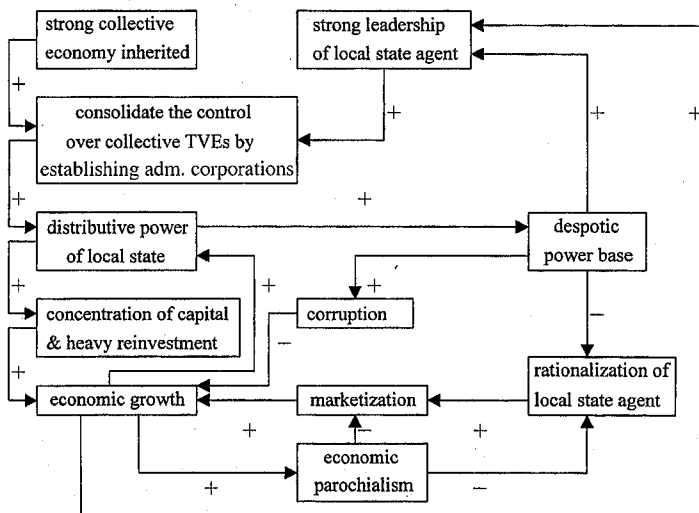 strong collective
economy inherited
strong leadership
of local state agent
+
+
+
+
consolidate the control
over collective TVEs by
establishing adm. corporations
+
+
distributive power
of local state
despotic
power base
+
+
+
concentration of capital
& heavy reinvestment
corruption
−
−
+
economic growth
marketization
rationalization of
local state agent
+
−
+
economic
parochialism
+
−